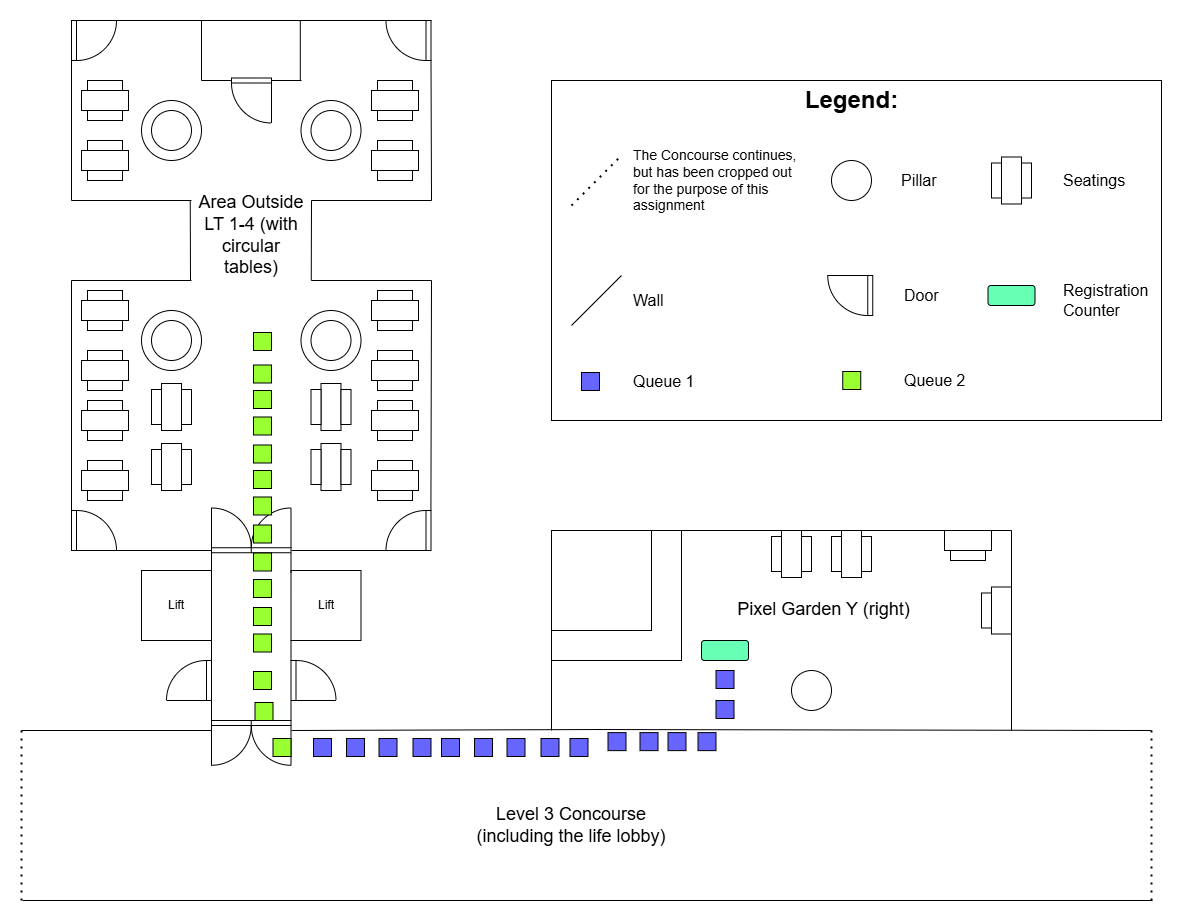 Legend:
The Concourse continues,
but has been cropped out
for the purpose of this
assignment
Pillar
Seatings
Wall
Door
Registration
Counter
Queue 1
Queue 2
Area Outside
LT 1-4 (with
circular
tables)
Lift
Lift
Pixel Garden Y (right)
Level 3 Concourse
(including the life lobby)